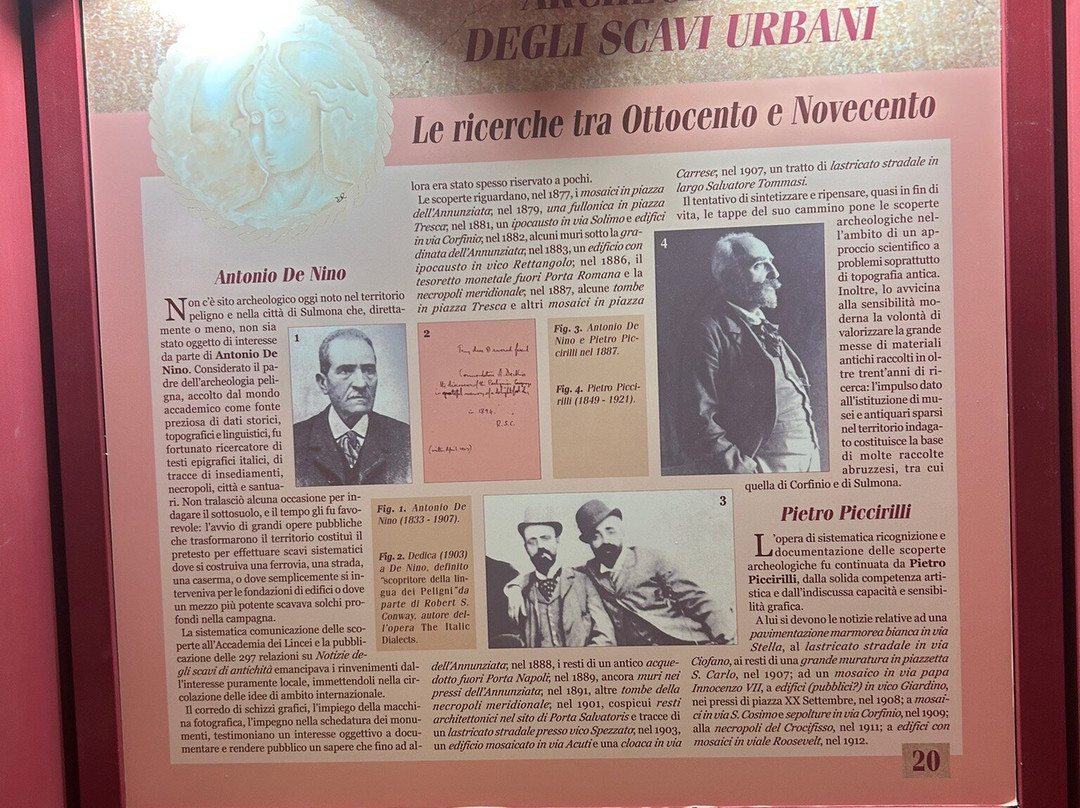 DEGLI SCAVI URBANI
Le ricerche tra Ottocento e Novecento
Antonio De Nino
Non c'è sito archeologico oggi noto nel territorio
peligno e nella città di Sulmona che, diretta-
mente o meno, non sia
stato oggetto di interesse
da parte di Antonio De
Nino. Considerato il pa-
dre dell'archeologia peli-
gna, accolto dal mondo
accademico come fonte
preziosa di dati storici,
topografici e linguistici, fu
fortunato ricercatore di
testi epigrafici italici, di
tracce di insediamenti,
necropoli, città e santua-
ri. Non tralasciò alcuna occasione per in-
dagare il sottosuolo, e il tempo gli fu favo-
revole: l'avvio di grandi opere pubbliche
che trasformarono il territorio costituì il
pretesto per effettuare scavi sistematici
dove si costruiva una ferrovia, una strada,
una caserma, o dove semplicemente si in-
terveniva per le fondazioni di edifici o dove
un mezzo più potente scavava solchi pro-
fondi nella campagna.
La sistematica comunicazione delle sco-
perte all'Accademia dei Lincei e la pubbli-
cazione delle 297 relazioni su Notizie de-
gli scavi di antichità emancipava i rinvenimenti dal-
l'interesse puramente locale, immettendoli nella cir-
colazione delle idee di ambito internazionale.
Il corredo di schizzi grafici, l'impiego della macchi-
na fotografica, l'impegno nella schedatura dei monu-
menti, testimoniano un interesse oggettivo a docu-
mentare e rendere pubblico un sapere che fino ad al-
lora era stato spesso riservato a pochi.
Le scoperte riguardano, nel 1877, i mosaici in piazza
dell'Annunziata; nel 1879, una fullonica in piazza
Tresca; nel 1881, un ipocausto in via Solimo e edifici
in via Corfinio; nel 1882, alcuni muri sotto la gra-
dinata dell'Annunziata; nel 1883, un edificio con
ipocausto in vico Rettangolo; nel 1886, il
tesoretto monetale fuori Porta Romana e la
necropoli meridionale; nel 1887, alcune tombe
in piazza Tresca e altri mosaici in piazza
1
2
Fig. 3. Antonio De
Nino e Pietro Pic-
cirilli nel 1887.
Fig. 4. Pietro Picci-
rilli (1849 - 1921).
Fig. 1. Antonio De
Nino (1833 - 1907).
Fig. 2. Dedica (1903)
a De Nino, definito
"scopritore della lin-
gua dei Peligni" da
parte di Robert S.
Conway, autore del-
l'opera The Italic
Dialects.
3
dell'Annunziata; nel 1888, i resti di un antico acque-
dotto fuori Porta Napoli; nel 1889, ancora muri nei
pressi dell'Annunziata; nel 1891, altre tombe della
necropoli meridionale; nel 1901, cospicui resti
architettonici nel sito di Porta Salvatoris e tracce di
un lastricato stradale presso vico Spezzato; nel 1903,
un edificio mosaicato in via Acuti e una cloaca in via
Carrese; nel 1907, un tratto di lastricato stradale in
largo Salvatore Tommasi.
Il tentativo di sintetizzare e ripensare, quasi in fin di
vita, le tappe del suo cammino pone le scoperte
archeologiche nel-
l'ambito di un ap-
proccio scientifico a
problemi soprattutto
di topografia antica.
Inoltre, lo avvicina
alla sensibilità mo-
derna la volontà di
valorizzare la grande
messe di materiali
antichi raccolti in ol-
tre trent'anni di ri-
cerca: l'impulso dato
all'istituzione di mu-
sei e antiquari sparsi
nel territorio indaga-
to costituisce la base
di molte raccolte
abruzzesi, tra cui
quella di Corfinio e di Sulmona.
4
Pietro Piccirilli
L'opera di sistematica ricognizione e
documentazione delle scoperte
archeologiche fu continuata da Pietro
Piccirilli, dalla solida competenza arti-
stica e dall'indiscussa capacità e sensibi-
lità grafica.
A lui si devono le notizie relative ad una
pavimentazione marmorea bianca in via
Stella, al lastricato stradale in via
Ciofano, ai resti di una grande muratura in piazzetta
S. Carlo, nel 1907; ad un mosaico in via papa
Innocenzo VII, a edifici (pubblici?) in vico Giardino,
nei pressi di piazza XX Settembre, nel 1908; a mosai-
ci in via S. Cosimo e sepolture in via Corfinio, nel 1909;
alla necropoli del Crocifisso, nel 1911; a edifici con
mosaici in viale Roosevelt, nel 1912.
20